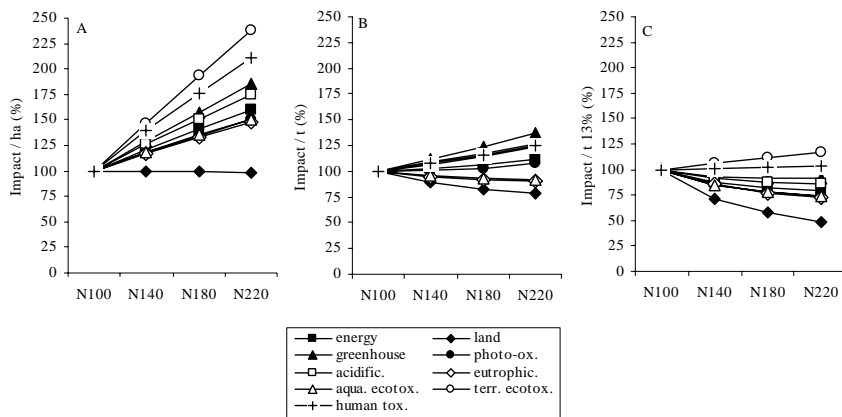 A
Impact / ha (%)
250
225
200
175
150
125
100
75
50
25
0
N100 N140 N180 N220
B
Impact / t (%)
250
225
200
175
150
125
100
75
50
25
0
N100 N140 N180 N220
C
Impact / t 13% (%)
250
225
200
175
150
125
100
75
50
25
0
N100 N140 N180 N220
energy land
greenhouse photo-ox.
acidific. eutrophic.
aqua. ecotox. terr. ecotox.
human tox.